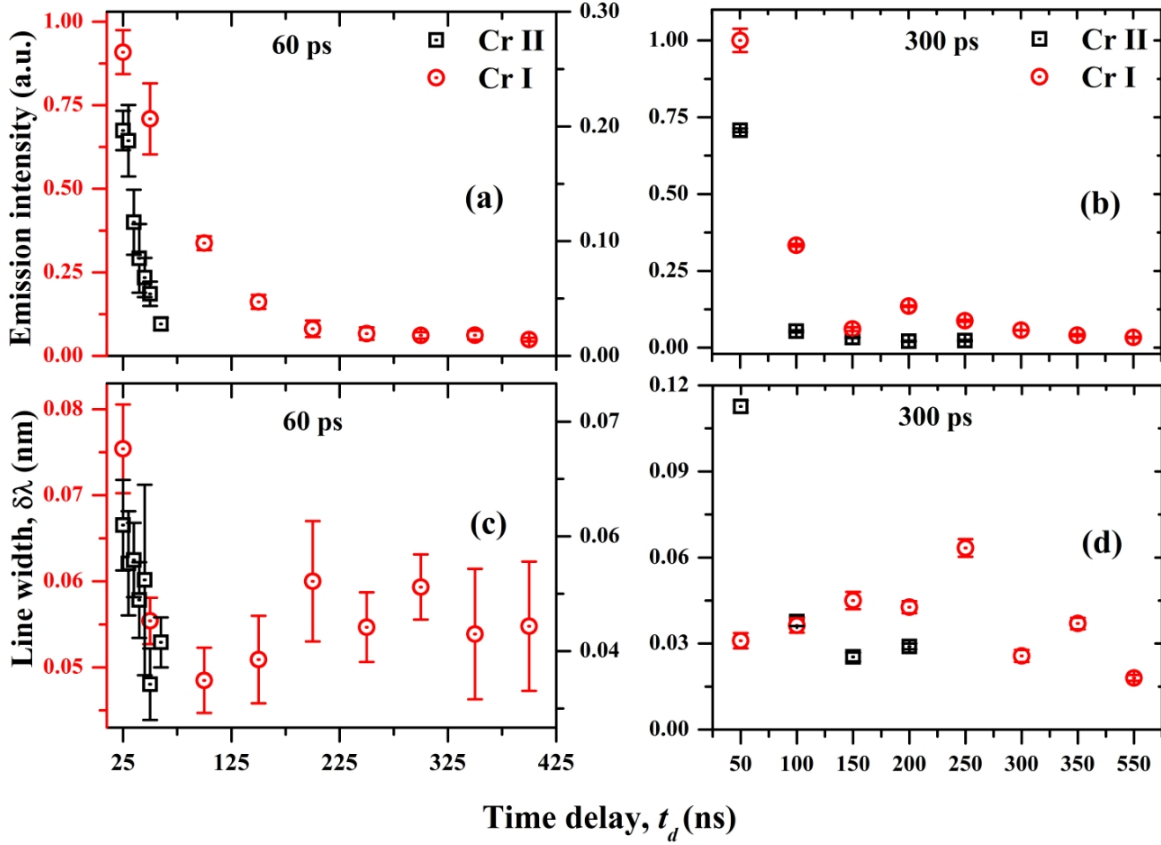 Emission intensity (a.u.)
1.00
0.75
0.50
0.25
0.00
60 ps
Cr II
Cr I
(a)
0.30
0.20
0.10
0.00
1.00
0.75
0.50
0.25
0.00
300 ps
Cr II
Cr I
(b)
Line width, δλ (nm)
0.08
0.07
0.06
0.05
60 ps
(c)
0.07
0.06
0.04
25 125 225 325 425
0.12
0.09
0.06
0.03
0.00
300 ps
(d)
50 100 150 200 250 300 350 550
Time delay, t_d (ns)